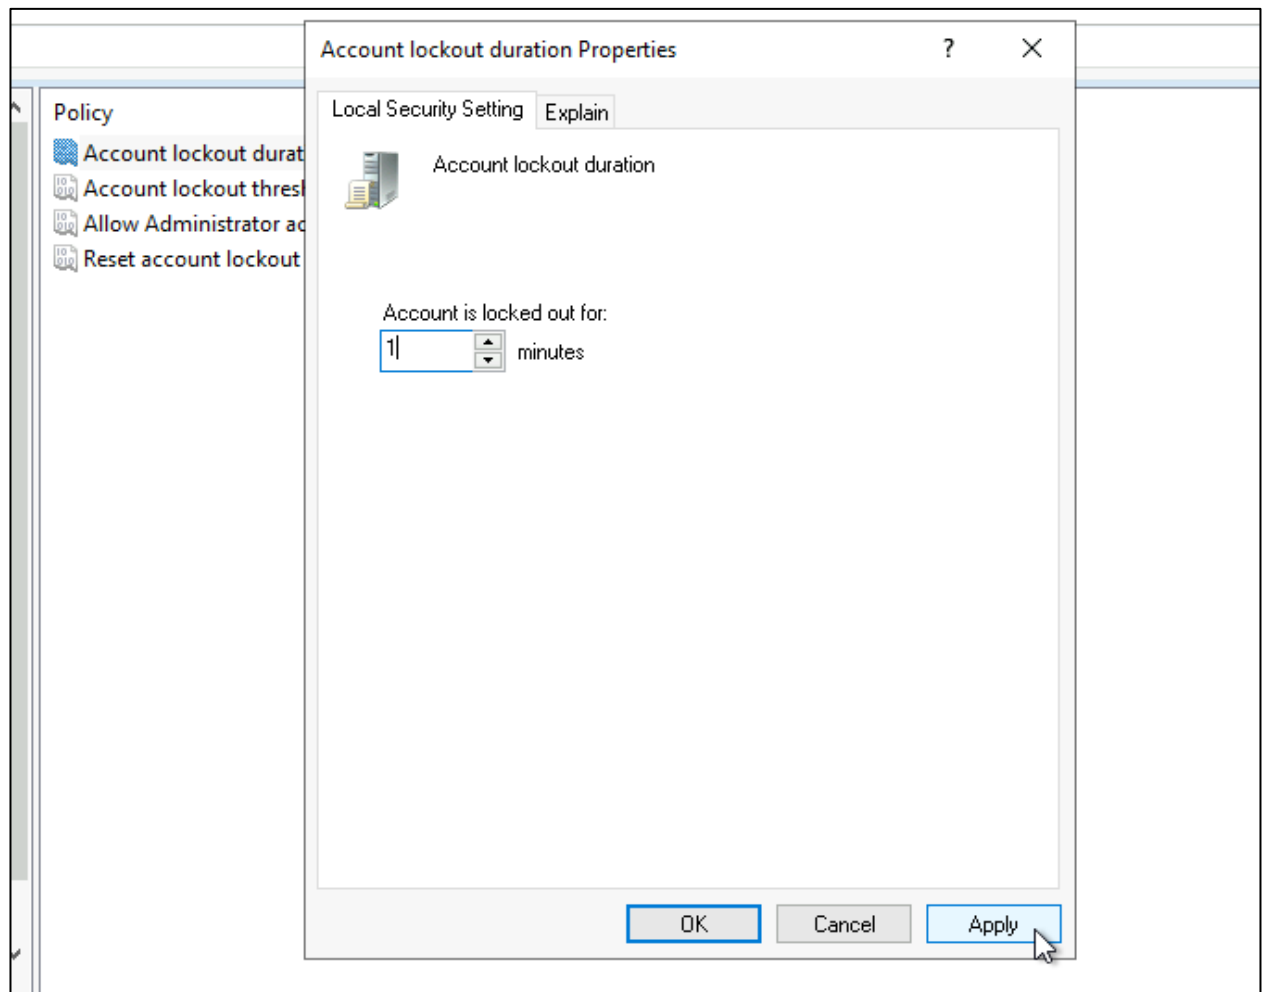 Account lockout duration Properties
?
Local Security Setting
Explain
Policy
Account lockout durat
Account lockout thresh
Allow Administrator ac
Reset account lockout
Account lockout duration
Account is locked out for:
1
minutes
OK
Cancel
Apply